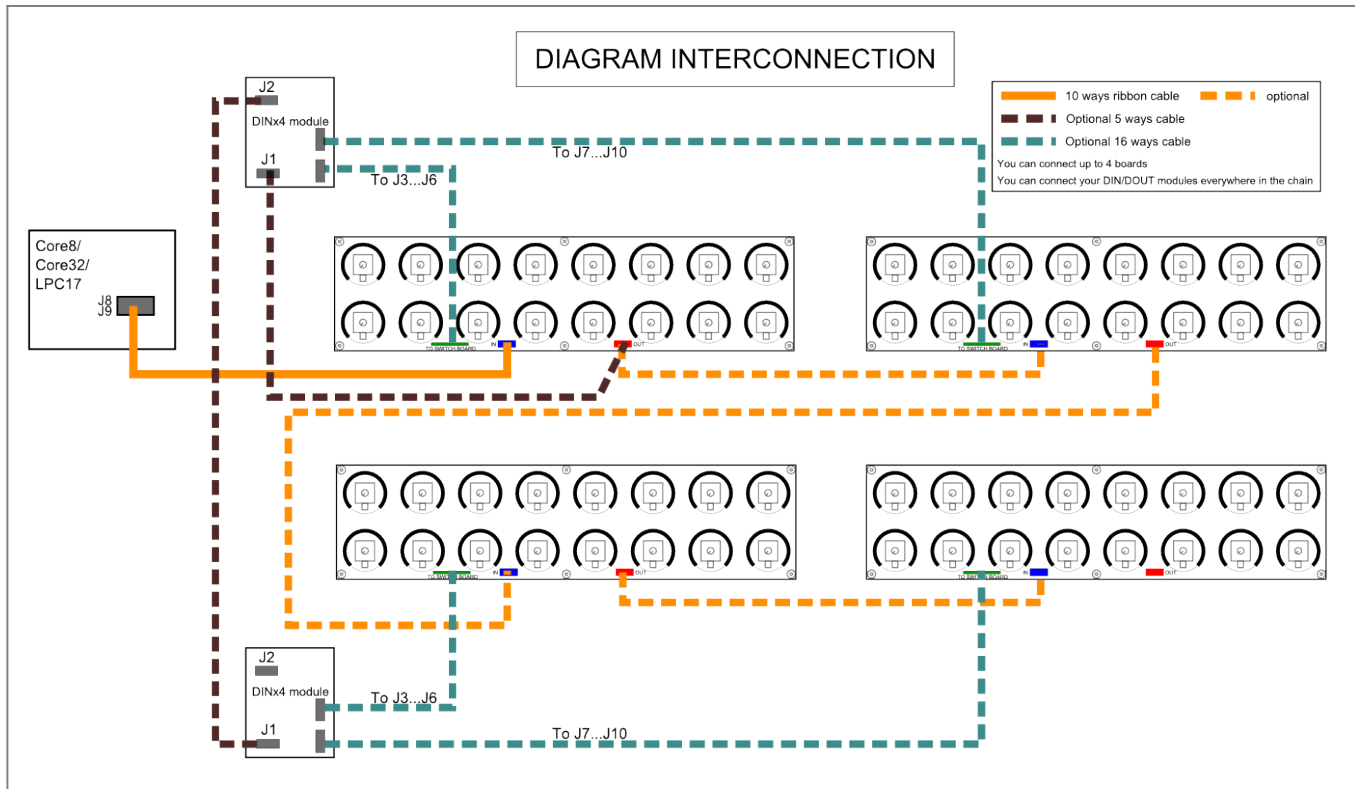 DIAGRAM INTERCONNECTION
10 ways ribbon cable
optional
Optional 5 ways cable
Optional 16 ways cable
You can connect up to 4 boards
You can connect your DIN/DOUT modules everywhere in the chain
J2
DINx4 module
J1
To J7...J10
To J3...J6
Core8/
Core32/
LPC17
J8
J9
TO SWITCH BOARD
IN
OUT
TO SWITCH BOARD
IN
OUT
TO SWITCH BOARD
IN
OUT
TO SWITCH BOARD
IN
OUT
J2
DINx4 module
J1
To J3...J6
To J7...J10